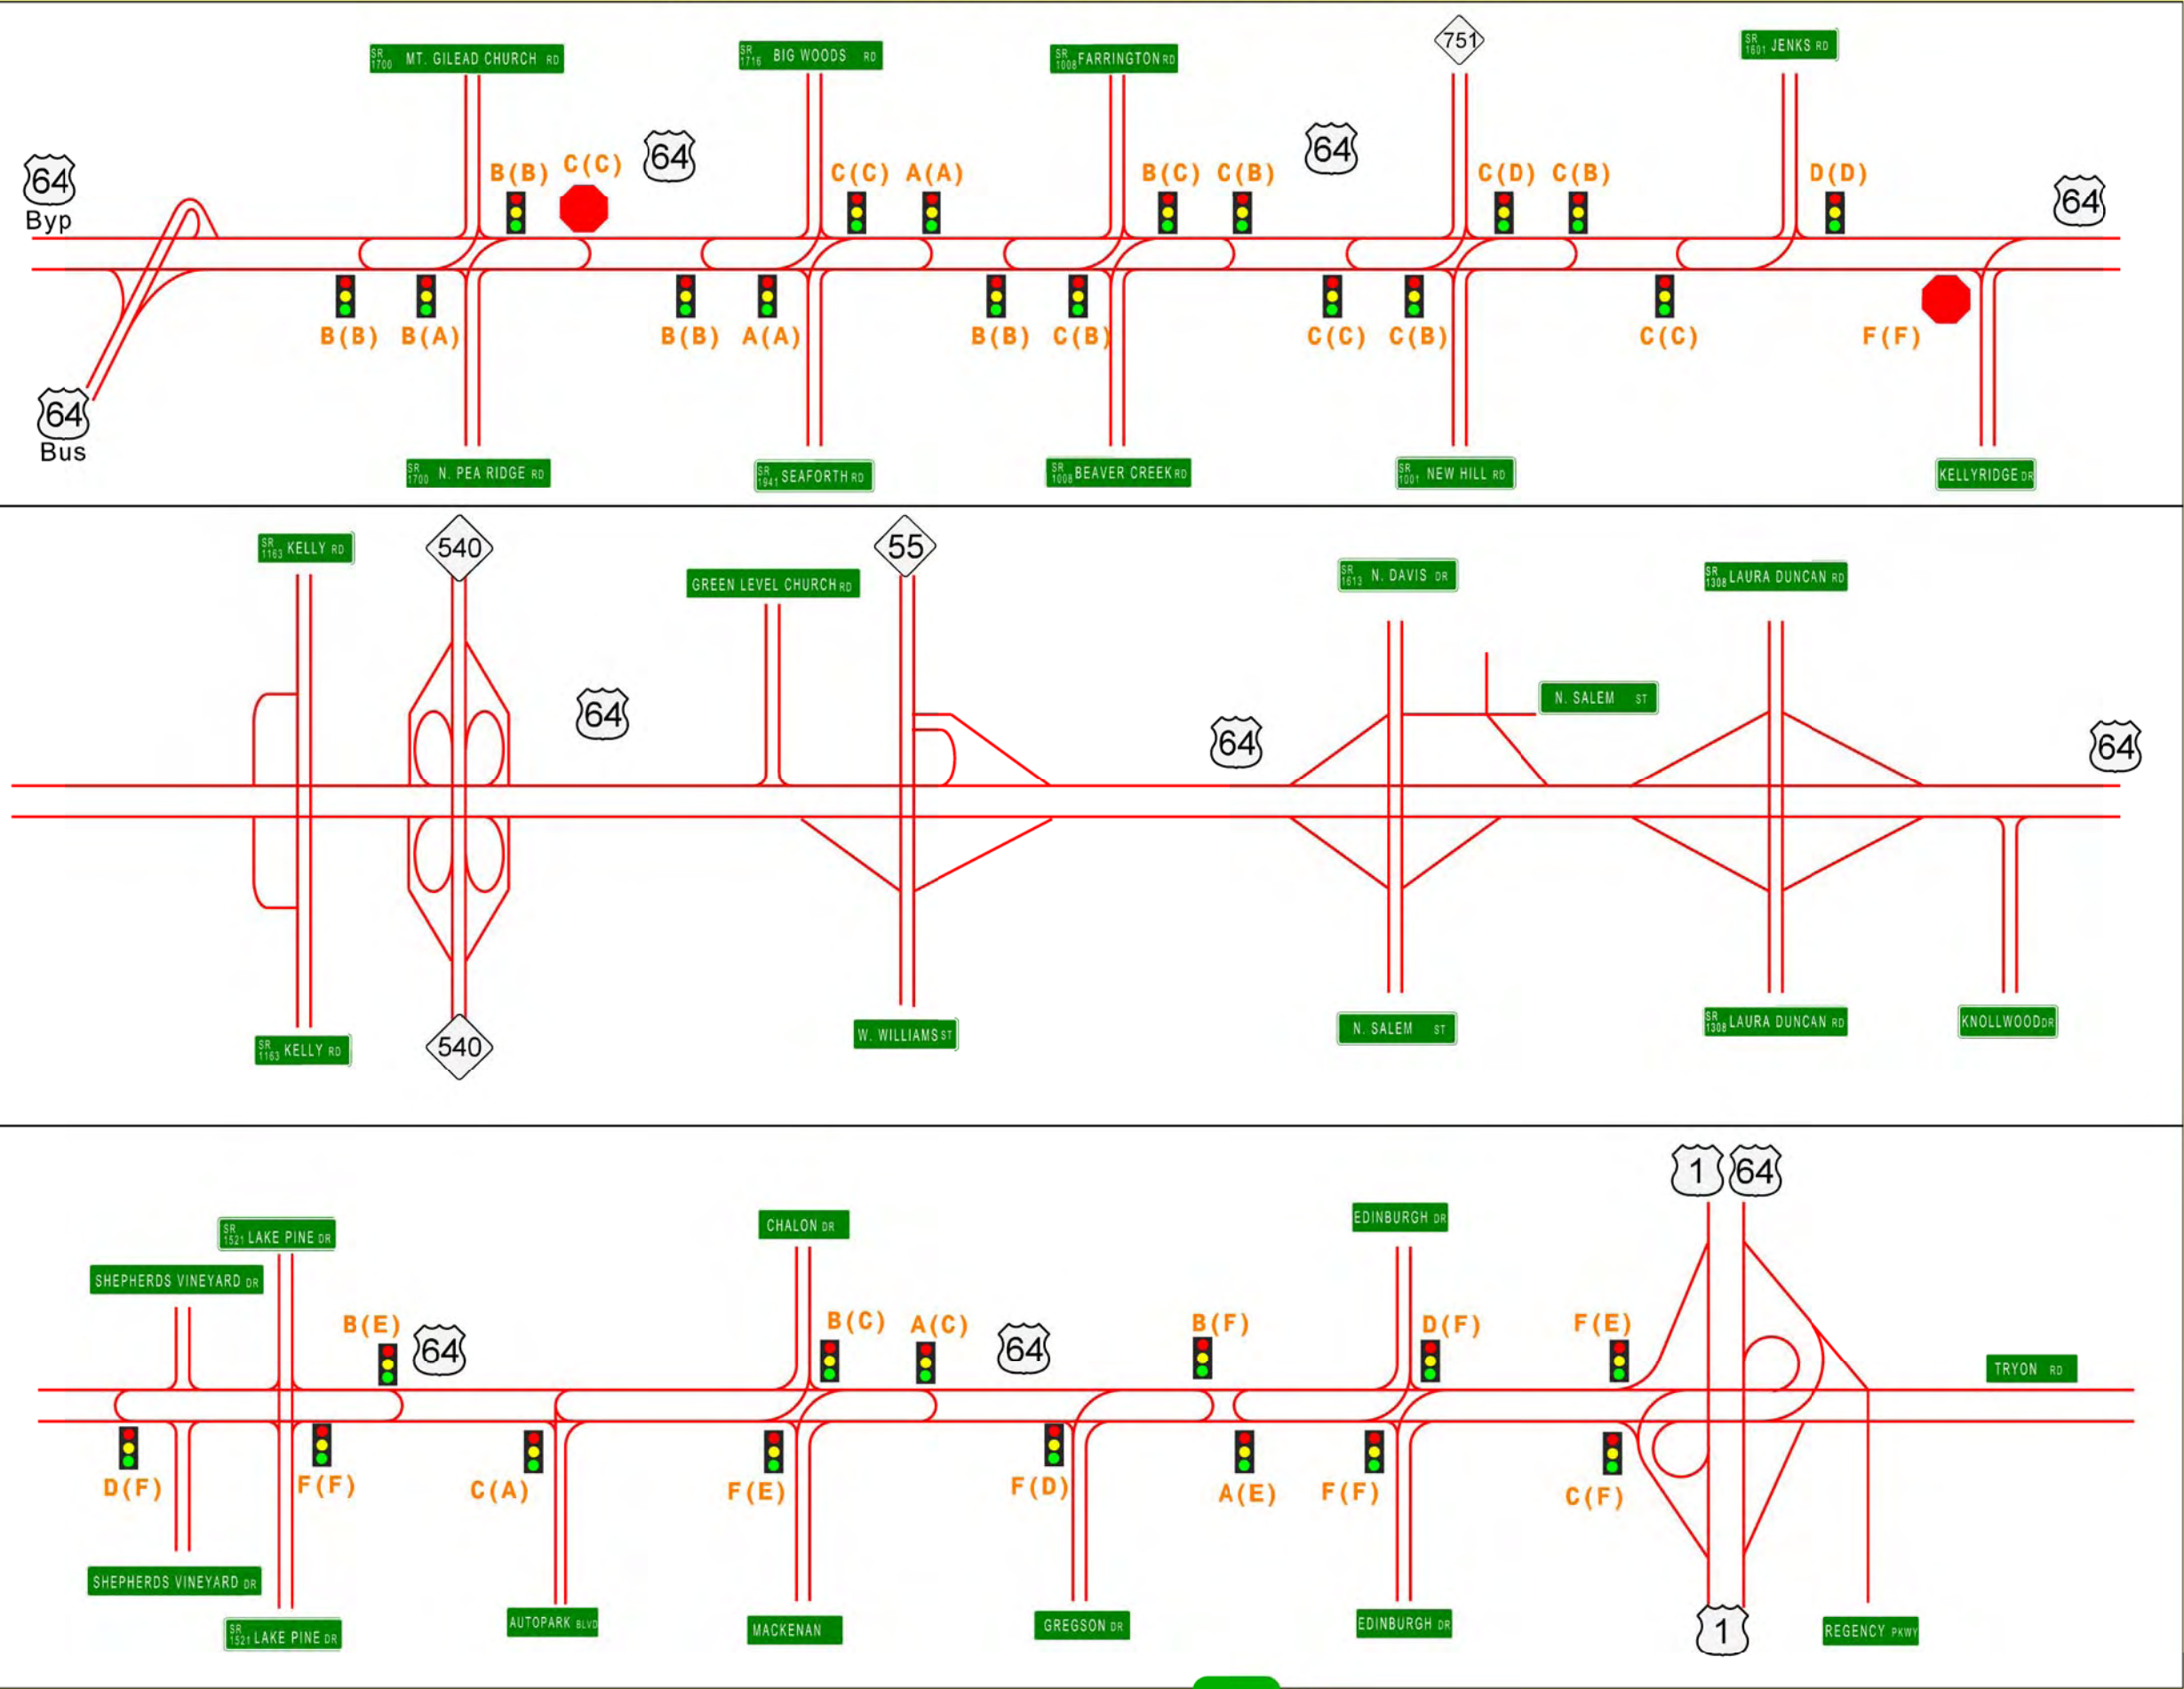 SR 1700 MT. GILEAD CHURCH RD
SR 1716 BIG WOODS RD
SR 1008 FARRINGTON RD
751
SR 1601 JENKS RD
64
Byp
B(B)
C(C)
64
C(C)
A(A)
B(C)
C(B)
64
C(D)
C(B)
D(D)
64
B(B)
B(A)
B(B)
A(A)
B(B)
C(B)
C(C)
C(B)
C(C)
F(F)
64
Bus
SR 1700 N. PEA RIDGE RD
SR 1941 SEAFORTH RD
SR 1008 BEAVER CREEK RD
SR 1001 NEW HILL RD
KELLYRIDGE DR
SR 1163 KELLY RD
540
GREEN LEVEL CHURCH RD
55
SR 1613 N. DAVIS DR
SR 1308 LAURA DUNCAN RD
N. SALEM ST
64
64
64
SR 1163 KELLY RD
540
W. WILLIAMS ST
N. SALEM ST
SR 1308 LAURA DUNCAN RD
KNOLLWOOD DR
1
64
SR 1521 LAKE PINE DR
CHALON DR
EDINBURGH DR
SHEPHERDS VINEYARD DR
B(E)
64
B(C)
A(C)
64
B(F)
D(F)
F(E)
TRYON RD
D(F)
F(F)
C(A)
F(E)
F(D)
A(E)
F(F)
C(F)
SHEPHERDS VINEYARD DR
SR 1521 LAKE PINE DR
AUTOPARK BLVD
MACKENAN
GREGSON DR
EDINBURGH DR
1
REGENCY PKWY